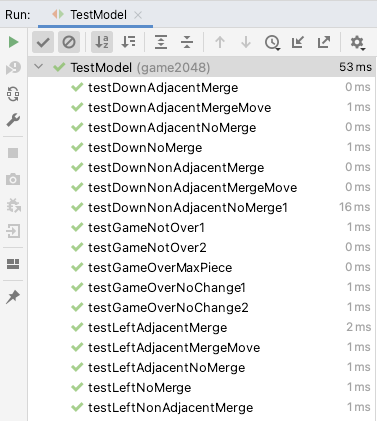 Run: TestModel
TestModel (game2048) 53 ms
testDownAdjacentMerge 0 ms
testDownAdjacentMergeMove 1 ms
testDownAdjacentNoMerge 0 ms
testDownNoMerge 1 ms
testDownNonAdjacentMerge 0 ms
testDownNonAdjacentMergeMove 0 ms
testDownNonAdjacentNoMerge1 16 ms
testGameNotOver1 1 ms
testGameNotOver2 0 ms
testGameOverMaxPiece 0 ms
testGameOverNoChange1 1 ms
testGameOverNoChange2 1 ms
testLeftAdjacentMerge 2 ms
testLeftAdjacentMergeMove 1 ms
testLeftAdjacentNoMerge 1 ms
testLeftNoMerge 1 ms
testLeftNonAdjacentMerge 1 ms